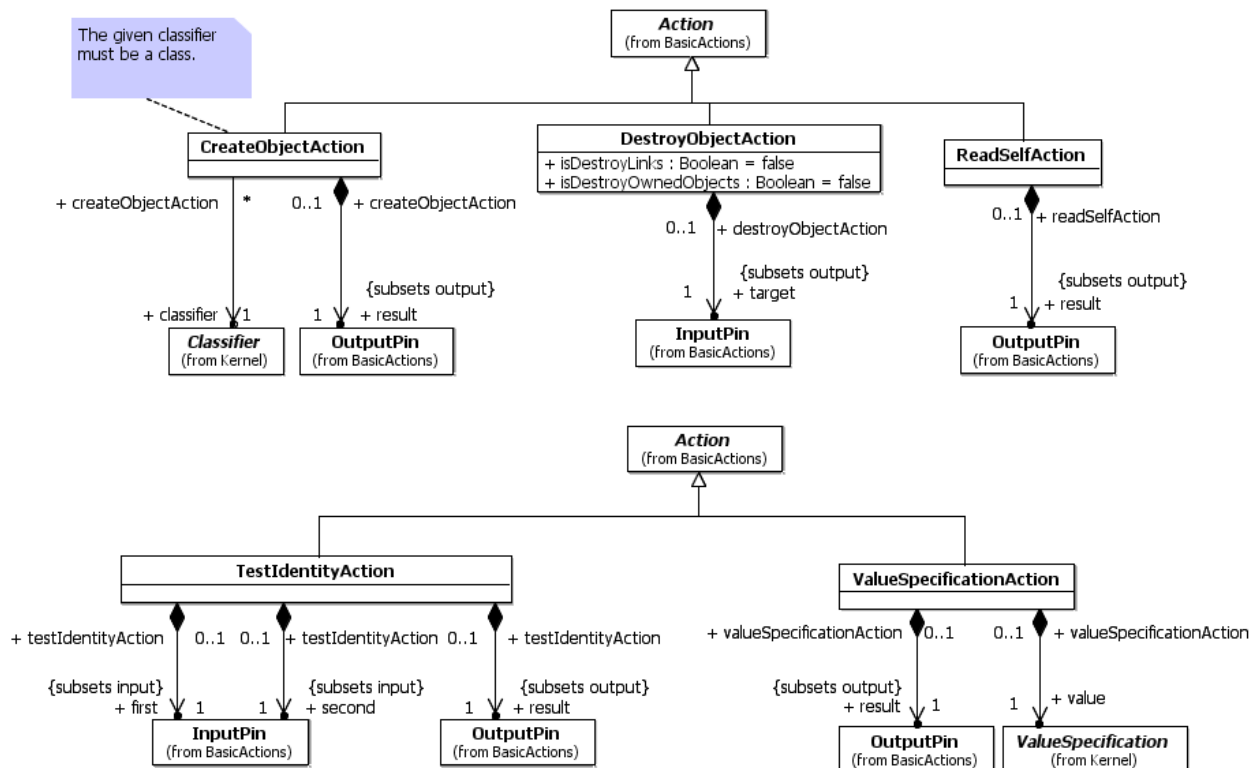 The given classifier
must be a class.
Action
(from BasicActions)
CreateObjectAction
DestroyObjectAction
+ isDestroyLinks : Boolean = false
+ isDestroyOwnedObjects : Boolean = false
ReadSelfAction
+ createObjectAction * 0..1 + createObjectAction
0..1 + destroyObjectAction
0..1 + readSelfAction
{subsets output}
+ classifier 1 1 + result
{subsets output}
1 + target
{subsets output}
1 + result
Classifier
(from Kernel)
OutputPin
(from BasicActions)
InputPin
(from BasicActions)
OutputPin
(from BasicActions)
Action
(from BasicActions)
TestIdentityAction
ValueSpecificationAction
+ testIdentityAction 0..1 0..1 + testIdentityAction 0..1 + testIdentityAction
+ valueSpecificationAction 0..1 0..1 + valueSpecificationAction
{subsets input} {subsets input} {subsets output}
+ first 1 1 + second 1 + result
{subsets output}
+ result 1 1 + value
InputPin
(from BasicActions)
OutputPin
(from BasicActions)
OutputPin
(from BasicActions)
ValueSpecification
(from Kernel)